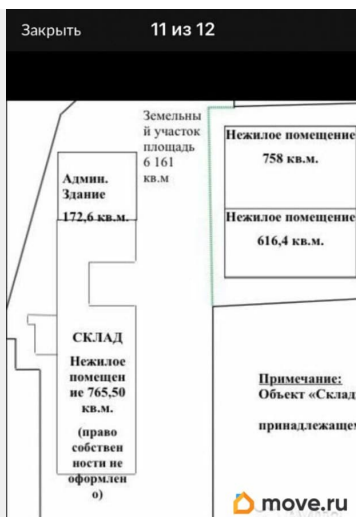 Закрыть
11 из 12
Земельны
й участок
площадь
6 161
кв.м
Админ.
Здание
172,6 кв.м.
Нежилое помещение
758 кв.м.
Нежилое помещение
616,4 кв.м.
СКЛАД
Нежилое
помещен
ие 765,50
кв.м.
(право
собствен
ности не
оформлен
о)
Примечание:
Объект «Склад
принадлежащем
move.ru